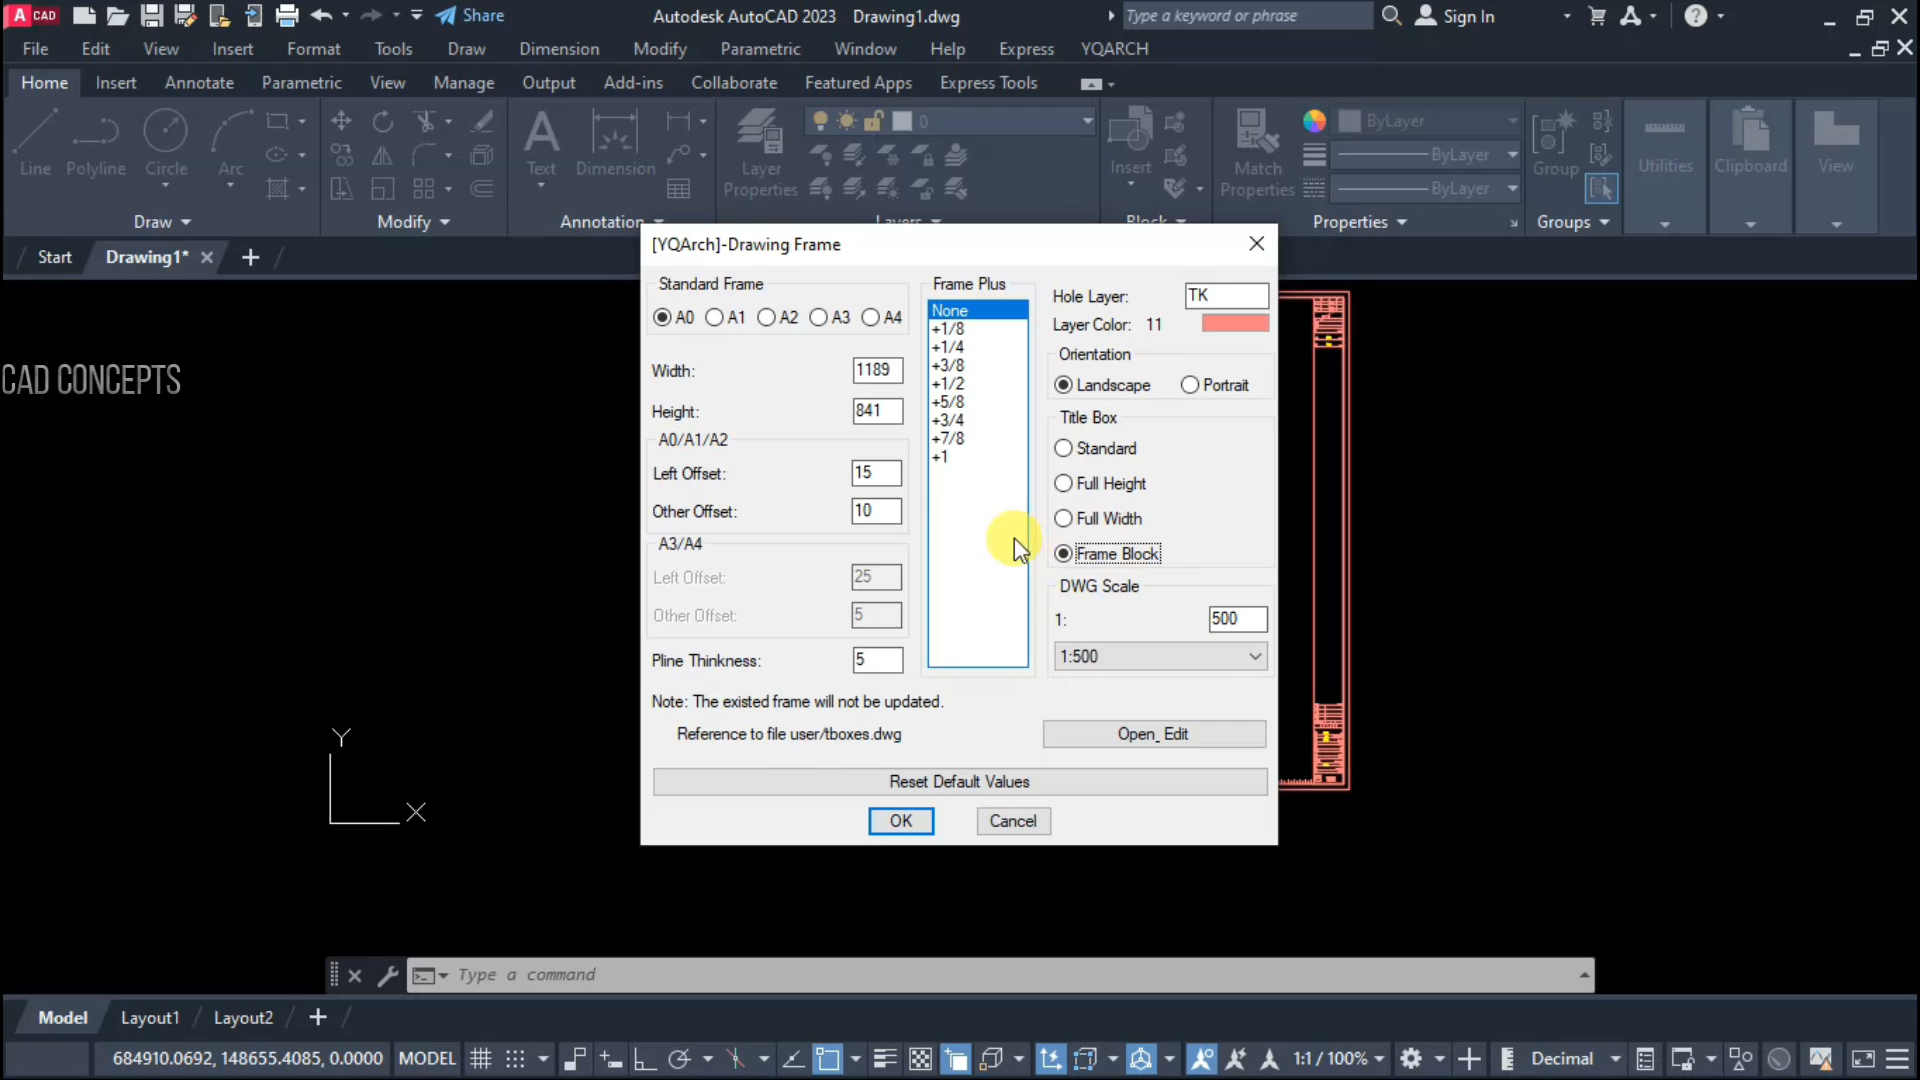 A CAD
Share
Autodesk AutoCAD 2023 Drawing1.dwg
Type a keyword or phrase
Sign In
File Edit View Insert Format Tools Draw Dimension Modify Parametric Window Help Express YQARCH
Home Insert Annotate Parametric View Manage Output Add-ins Collaborate Featured Apps Express Tools
0
ByLayer
Line Polyline Circle Arc
Text Dimension
Layer Properties
Insert
Match Properties
ByLayer
ByLayer
Group
Utilities
Clipboard
View
Draw Modify Annotation Layers Block Properties Groups
Start Drawing1*
[YQArch]-Drawing Frame
Standard Frame
A0 A1 A2 A3 A4
Width: 1189
Height: 841
A0/A1/A2
Left Offset: 15
Other Offset: 10
A3/A4
Left Offset: 25
Other Offset: 5
Pline Thinkness: 5
Frame Plus
None
+1/8
+1/4
+3/8
+1/2
+5/8
+3/4
+7/8
+1
Hole Layer: TK
Layer Color: 11
Orientation
Landscape Portrait
Title Box
Standard
Full Height
Full Width
Frame Block
DWG Scale
1: 500
1:500
Note: The existed frame will not be updated.
Reference to file user/tboxes.dwg
Open_ Edit
Reset Default Values
OK Cancel
CAD CONCEPTS
Y
X
Type a command
Model Layout1 Layout2
684910.0692, 148655.4085, 0.0000 MODEL
1:1 / 100%
Decimal